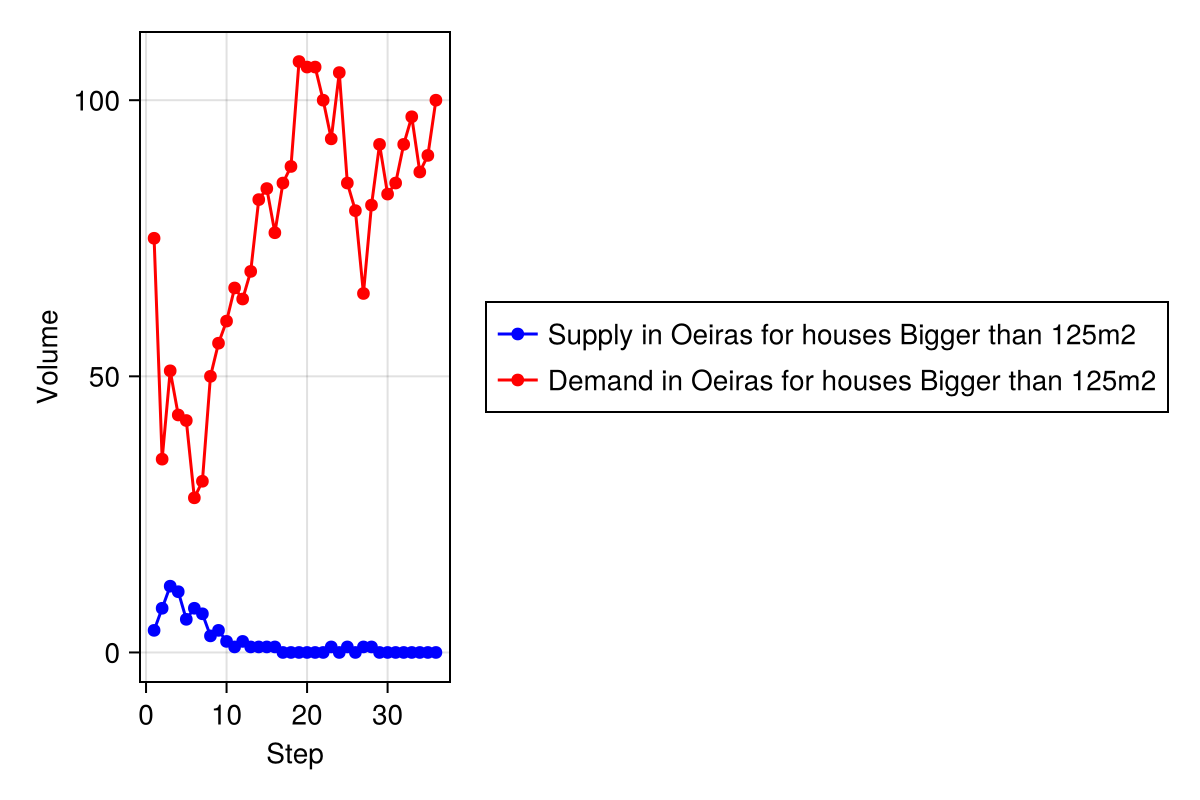 Volume
100
50
0
0 10 20 30
Step
Supply in Oeiras for houses Bigger than 125m2
Demand in Oeiras for houses Bigger than 125m2